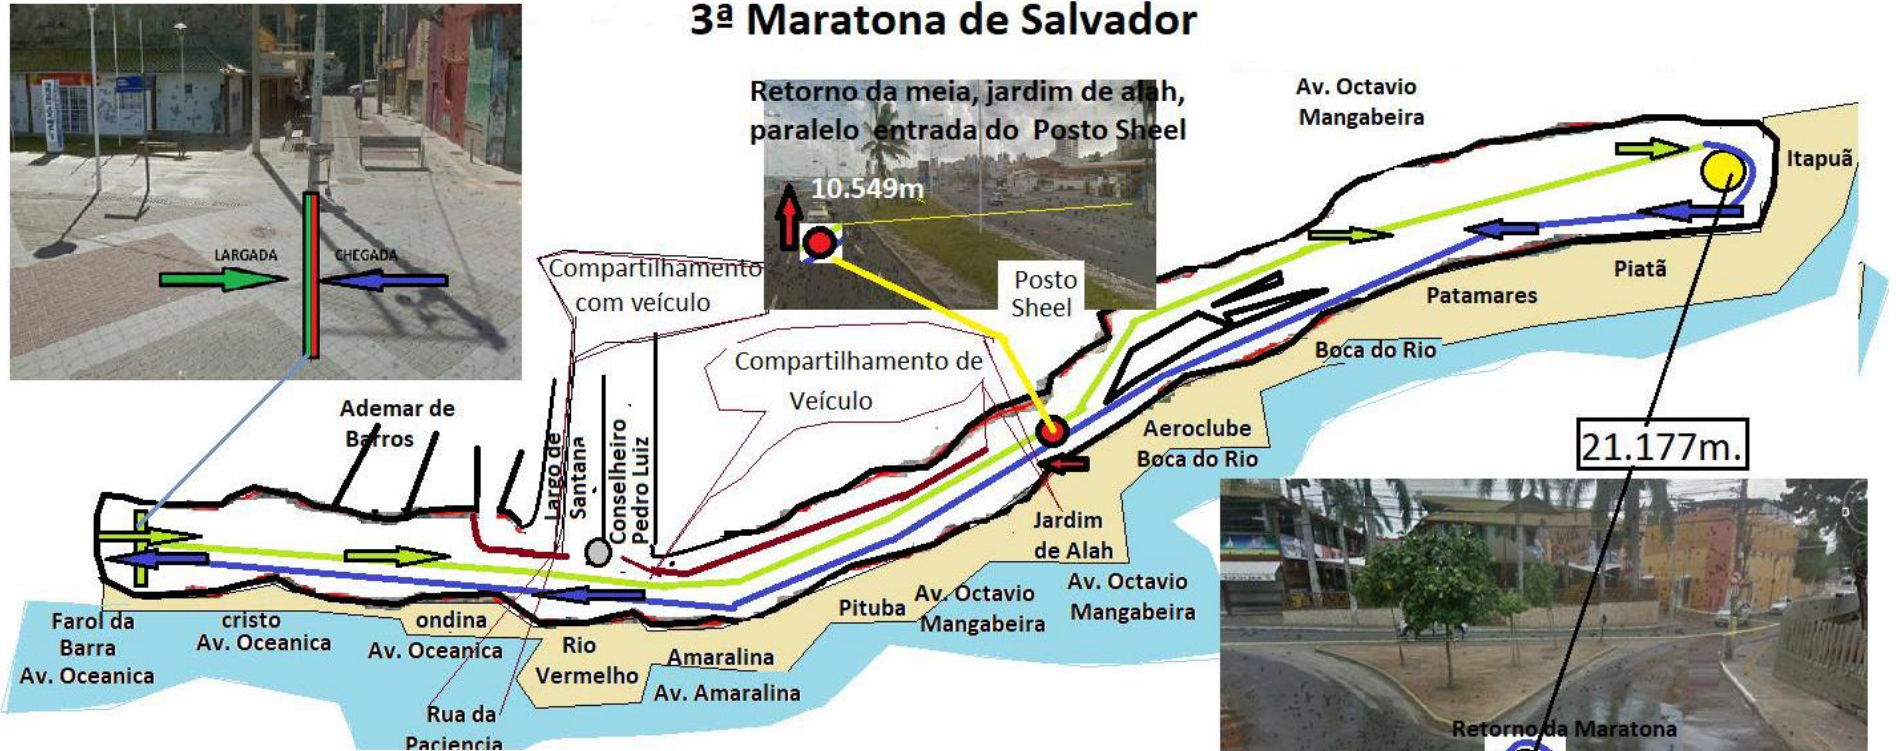 3ª Maratona de Salvador
Retorno da meia, jardim de alah,
paralelo entrada do Posto Sheel
10.549m
Av. Octavio
Mangabeira
Itapuã
LARGADA
CHEGADA
Compartilhamento
com veículo
Posto
Sheel
Piatã
Patamares
Boca do Rio
Compartilhamento de
Veículo
Ademar de
Barros
Largo de
Santana
Conselheiro
Pedro Luiz
Aeroclube
Boca do Rio
21.177m.
Jardim
de Alah
Av. Octavio
Mangabeira
Av. Octavio
Mangabeira
Pituba
Farol da
Barra
Av. Oceanica
cristo
Av. Oceanica
ondina
Av. Oceanica
Rio
Vermelho
Amaralina
Av. Amaralina
Rua da
Paciencia
Retorno da Maratona